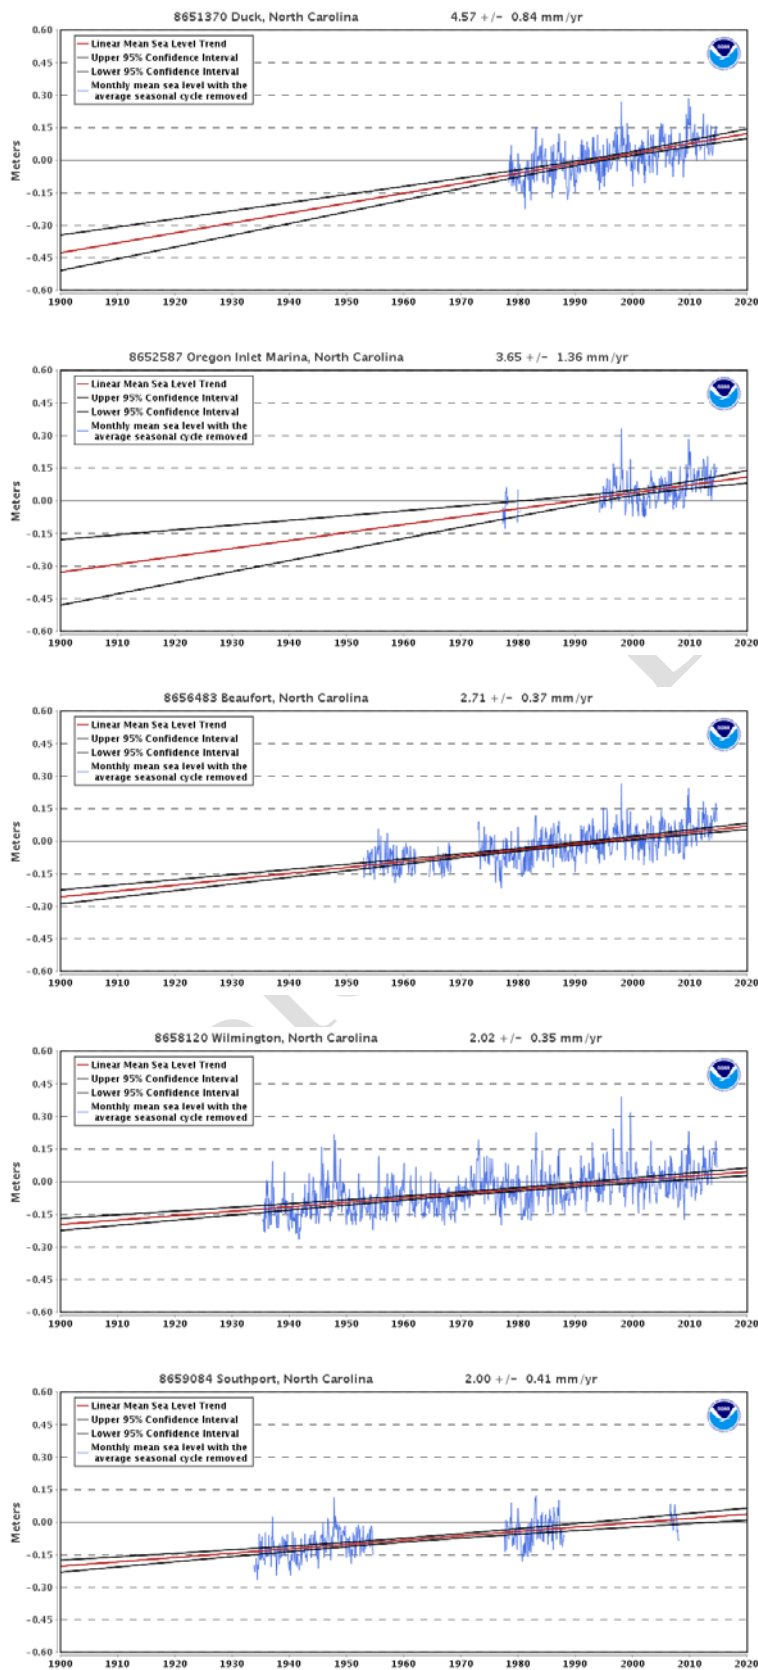 8651370 Duck, North Carolina 4.57 +/- 0.84 mm/yr
0.60
Linear Mean Sea Level Trend
Upper 95% Confidence Interval
0.45
Lower 95% Confidence Interval
Monthly mean sea level with the
average seasonal cycle removed
0.30
0.15
0.00
Meters
-0.15
-0.30
-0.45
-0.60
1900 1910 1920 1930 1940 1950 1960 1970 1980 1990 2000 2010 2020
8652587 Oregon Inlet Marina, North Carolina 3.65 +/- 1.36 mm/yr
0.60
Linear Mean Sea Level Trend
Upper 95% Confidence Interval
0.45
Lower 95% Confidence Interval
Monthly mean sea level with the
average seasonal cycle removed
0.30
0.15
0.00
Meters
-0.15
-0.30
-0.45
-0.60
1900 1910 1920 1930 1940 1950 1960 1970 1980 1990 2000 2010 2020
8656483 Beaufort, North Carolina 2.71 +/- 0.37 mm/yr
0.60
Linear Mean Sea Level Trend
Upper 95% Confidence Interval
0.45
Lower 95% Confidence Interval
Monthly mean sea level with the
average seasonal cycle removed
0.30
0.15
0.00
Meters
-0.15
-0.30
-0.45
-0.60
1900 1910 1920 1930 1940 1950 1960 1970 1980 1990 2000 2010 2020
8658120 Wilmington, North Carolina 2.02 +/- 0.35 mm/yr
0.60
Linear Mean Sea Level Trend
Upper 95% Confidence Interval
0.45
Lower 95% Confidence Interval
Monthly mean sea level with the
average seasonal cycle removed
0.30
0.15
0.00
Meters
-0.15
-0.30
-0.45
-0.60
1900 1910 1920 1930 1940 1950 1960 1970 1980 1990 2000 2010 2020
8659084 Southport, North Carolina 2.00 +/- 0.41 mm/yr
0.60
Linear Mean Sea Level Trend
Upper 95% Confidence Interval
0.45
Lower 95% Confidence Interval
Monthly mean sea level with the
average seasonal cycle removed
0.30
0.15
0.00
Meters
-0.15
-0.30
-0.45
-0.60
1900 1910 1920 1930 1940 1950 1960 1970 1980 1990 2000 2010 2020